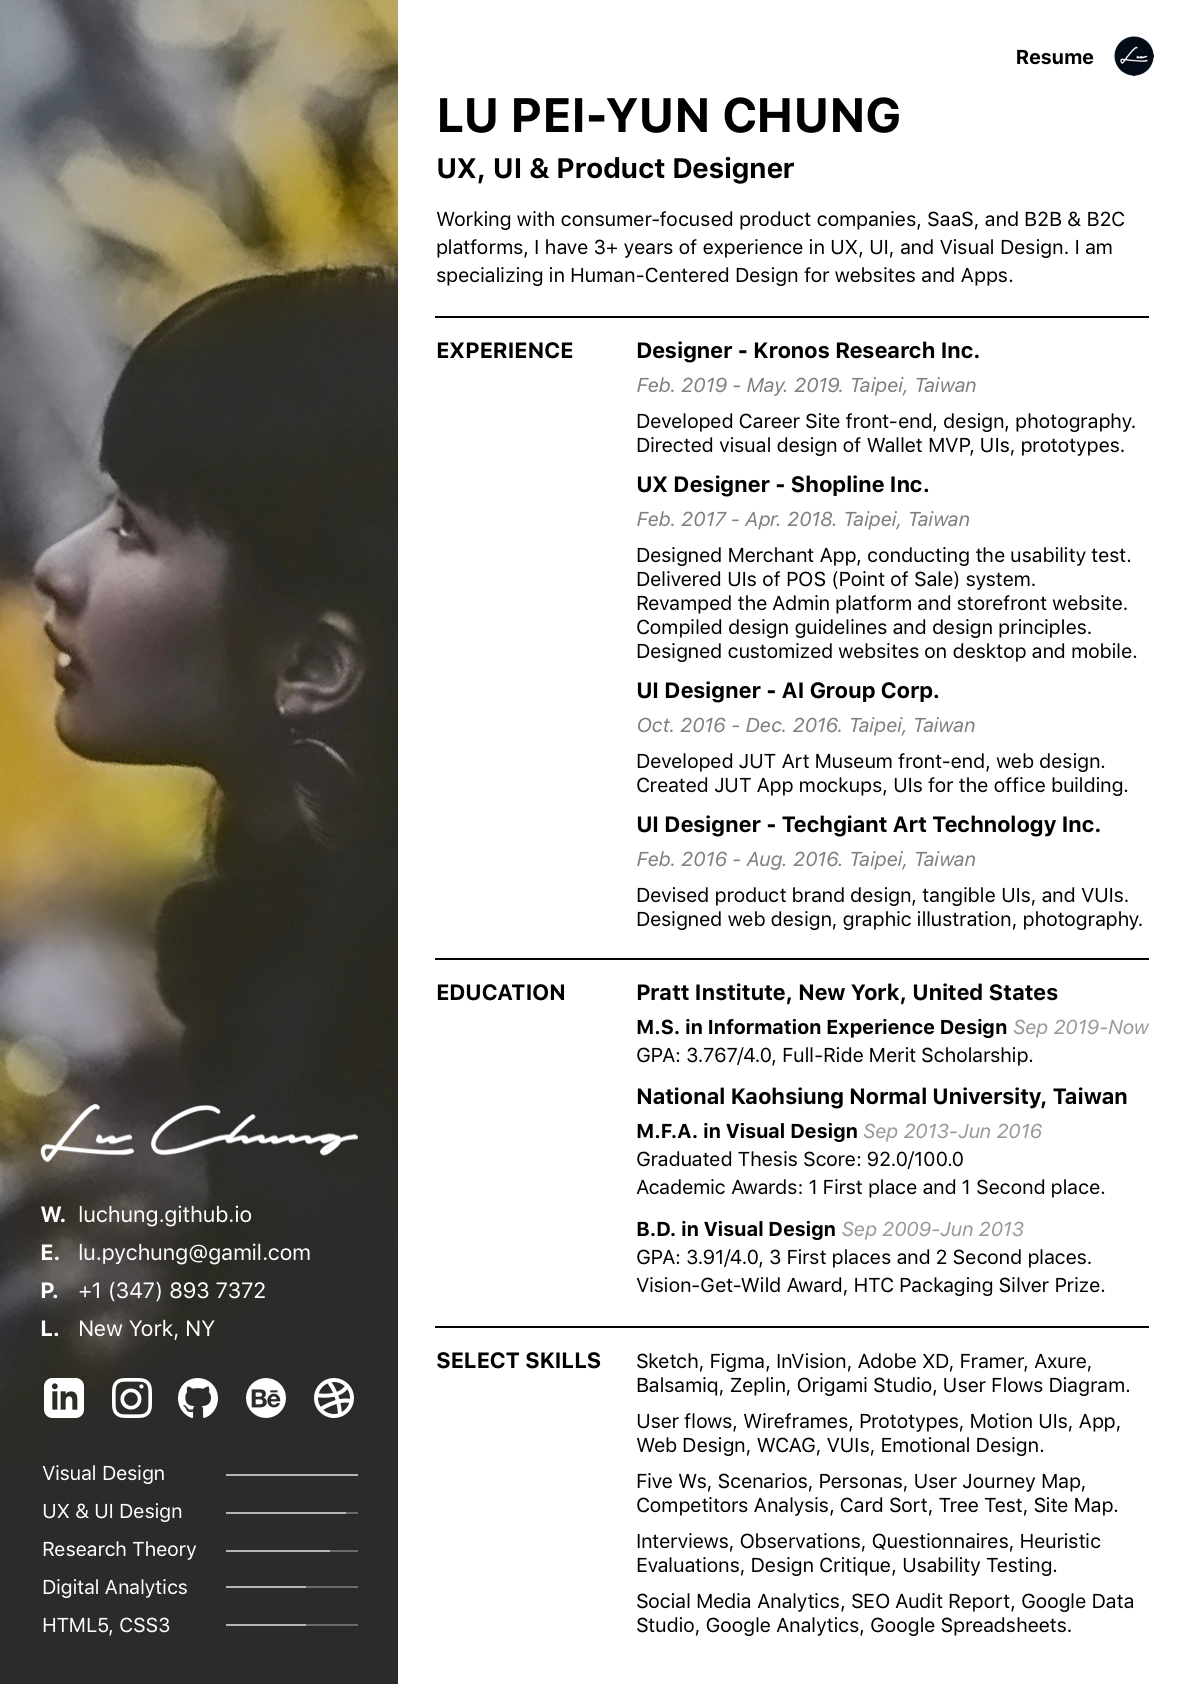 Resume
Lu
LU PEI-YUN CHUNG
UX, UI & Product Designer
Working with consumer-focused product companies, SaaS, and B2B & B2C
platforms, I have 3+ years of experience in UX, UI, and Visual Design. I am
specializing in Human-Centered Design for websites and Apps.
EXPERIENCE
Designer - Kronos Research Inc.
Feb. 2019 - May. 2019. Taipei, Taiwan
Developed Career Site front-end, design, photography.
Directed visual design of Wallet MVP, UIs, prototypes.
UX Designer - Shopline Inc.
Feb. 2017 - Apr. 2018. Taipei, Taiwan
Designed Merchant App, conducting the usability test.
Delivered UIs of POS (Point of Sale) system.
Revamped the Admin platform and storefront website.
Compiled design guidelines and design principles.
Designed customized websites on desktop and mobile.
UI Designer - AI Group Corp.
Oct. 2016 - Dec. 2016. Taipei, Taiwan
Developed JUT Art Museum front-end, web design.
Created JUT App mockups, UIs for the office building.
UI Designer - Techgiant Art Technology Inc.
Feb. 2016 - Aug. 2016. Taipei, Taiwan
Devised product brand design, tangible UIs, and VUIs.
Designed web design, graphic illustration, photography.
EDUCATION
Pratt Institute, New York, United States
M.S. in Information Experience Design Sep 2019-Now
GPA: 3.767/4.0, Full-Ride Merit Scholarship.
National Kaohsiung Normal University, Taiwan
M.F.A. in Visual Design Sep 2013-Jun 2016
Graduated Thesis Score: 92.0/100.0
Academic Awards: 1 First place and 1 Second place.
B.D. in Visual Design Sep 2009-Jun 2013
GPA: 3.91/4.0, 3 First places and 2 Second places.
Vision-Get-Wild Award, HTC Packaging Silver Prize.
SELECT SKILLS
Sketch, Figma, InVision, Adobe XD, Framer, Axure,
Balsamiq, Zeplin, Origami Studio, User Flows Diagram.
User flows, Wireframes, Prototypes, Motion UIs, App,
Web Design, WCAG, VUIs, Emotional Design.
Five Ws, Scenarios, Personas, User Journey Map,
Competitors Analysis, Card Sort, Tree Test, Site Map.
Interviews, Observations, Questionnaires, Heuristic
Evaluations, Design Critique, Usability Testing.
Social Media Analytics, SEO Audit Report, Google Data
Studio, Google Analytics, Google Spreadsheets.
Lu Chung
W. luchung.github.io
E. lu.pychung@gamil.com
P. +1 (347) 893 7372
L. New York, NY
in Bē
Visual Design
UX & UI Design
Research Theory
Digital Analytics
HTML5, CSS3